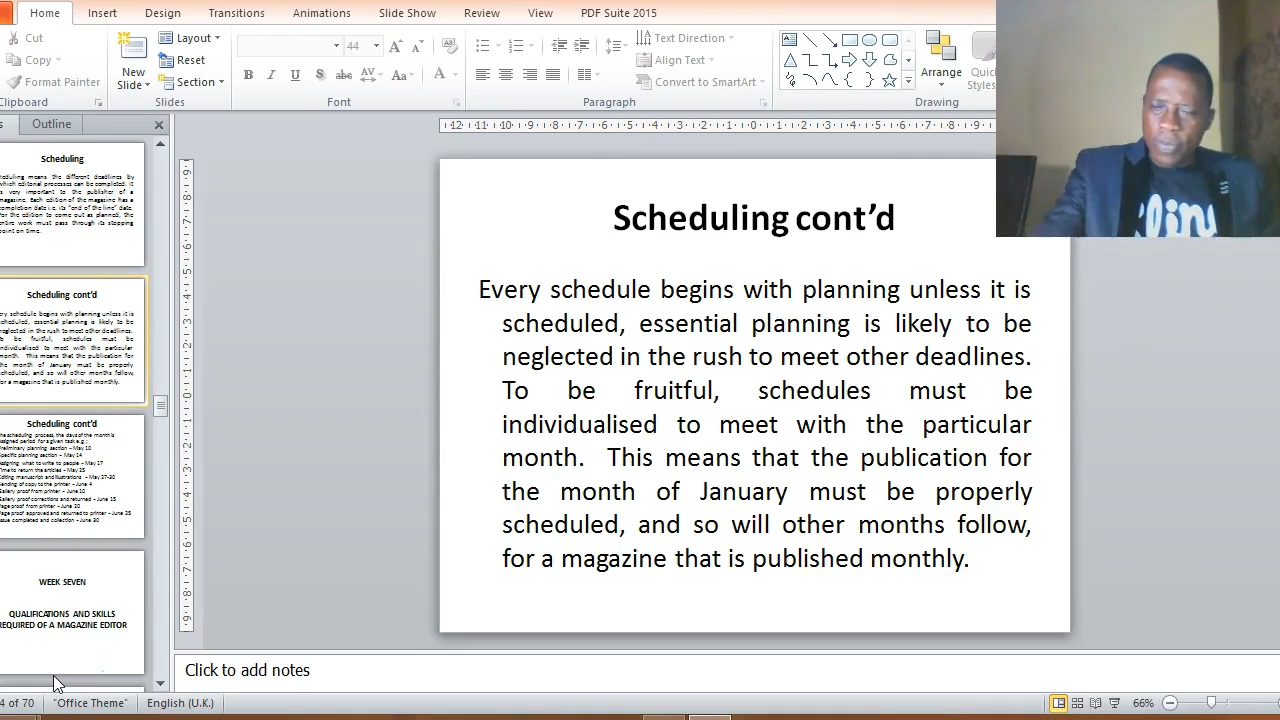 Home Insert Design Transitions Animations Slide Show Review View PDF Suite 2015
Cut
Copy
Format Painter
Clipboard
New
Slide
Layout
Reset
Section
Slides
44
B I U S abc AV Aa A
Font
Text Direction
Align Text
Convert to SmartArt
Paragraph
Arrange
Quick
Styles
Drawing
Outline
Scheduling
Scheduling cont’d
Scheduling cont’d
WEEK SEVEN
QUALIFICATIONS AND SKILLS
REQUIRED OF A MAGAZINE EDITOR
Scheduling cont’d
Every schedule begins with planning unless it is
scheduled, essential planning is likely to be
neglected in the rush to meet other deadlines.
To be fruitful, schedules must be
individualised to meet with the particular
month. This means that the publication for
the month of January must be properly
scheduled, and so will other months follow,
for a magazine that is published monthly.
Click to add notes
4 of 70 "Office Theme" English (U.K.) 66%